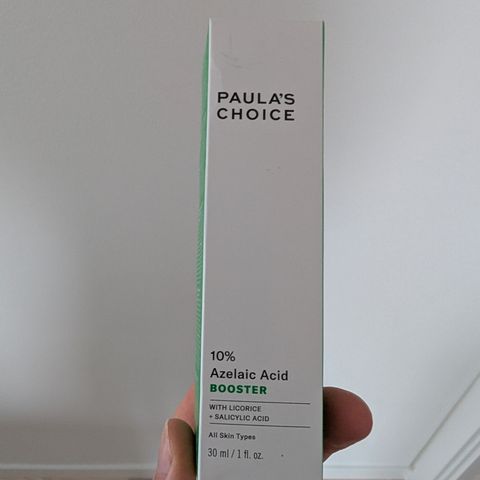 PAULA'S
CHOICE
10%
Azelaic Acid
BOOSTER
WITH LICORICE
+ SALICYLIC ACID
All Skin Types
30 ml / 1 fl. oz.